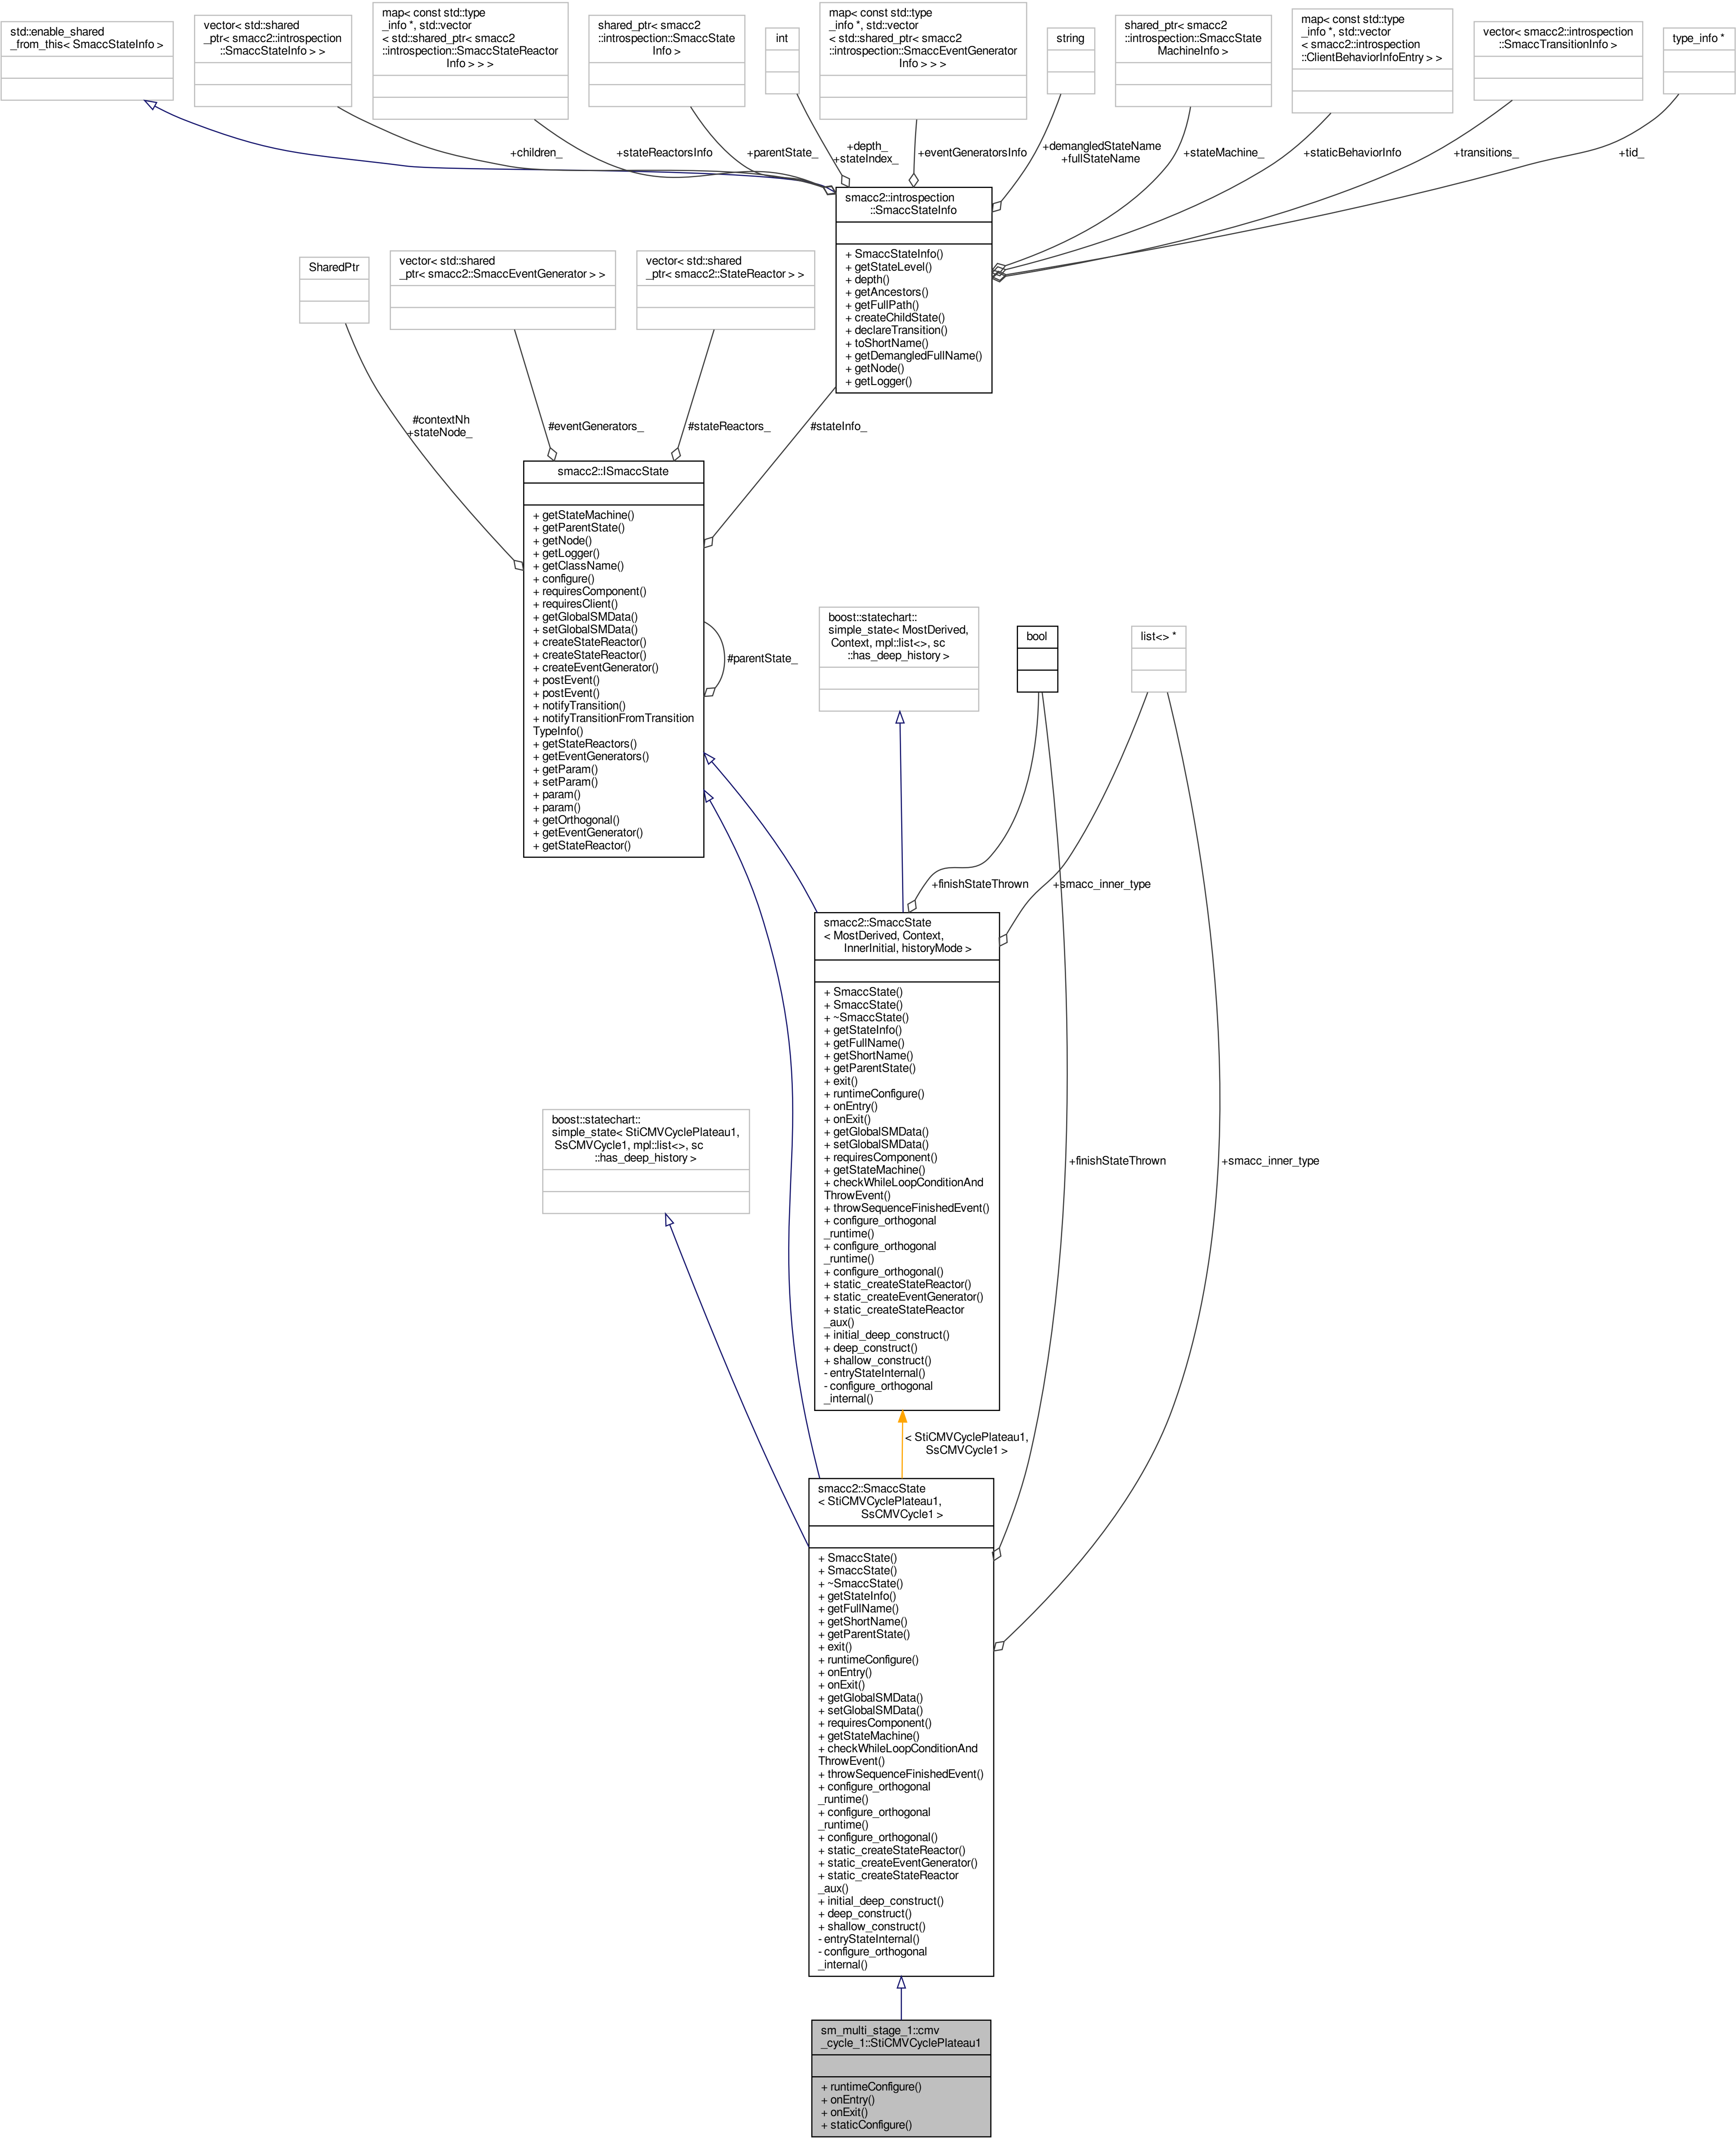 std::enable_shared
_from_this< SmaccStateInfo >
vector< std::shared
_ptr< smacc2::introspection
::SmaccStateInfo > >
map< const std::type
_info *, std::vector
< std::shared_ptr< smacc2
::introspection::SmaccStateReactor
Info > > >
shared_ptr< smacc2
::introspection::SmaccState
Info >
int
map< const std::type
_info *, std::vector
< std::shared_ptr< smacc2
::introspection::SmaccEventGenerator
Info > > >
string
shared_ptr< smacc2
::introspection::SmaccState
MachineInfo >
map< const std::type
_info *, std::vector
< smacc2::introspection
::ClientBehaviorInfoEntry > >
vector< smacc2::introspection
::SmaccTransitionInfo >
type_info *
+children_
+stateReactorsInfo
+parentState_
+depth_
+stateIndex_
+eventGeneratorsInfo
+demangledStateName
+fullStateName
+stateMachine_
+staticBehaviorInfo
+transitions_
+tid_
smacc2::introspection
::SmaccStateInfo
+ SmaccStateInfo()
+ getStateLevel()
+ depth()
+ getAncestors()
+ getFullPath()
+ createChildState()
+ declareTransition()
+ toShortName()
+ getDemangledFullName()
+ getNode()
+ getLogger()
SharedPtr
vector< std::shared
_ptr< smacc2::SmaccEventGenerator > >
vector< std::shared
_ptr< smacc2::StateReactor > >
#contextNh
+stateNode_
#eventGenerators_
#stateReactors_
#stateInfo_
smacc2::ISmaccState
+ getStateMachine()
+ getParentState()
+ getNode()
+ getLogger()
+ getClassName()
+ configure()
+ requiresComponent()
+ requiresClient()
+ getGlobalSMData()
+ setGlobalSMData()
+ createStateReactor()
+ createStateReactor()
+ createEventGenerator()
+ postEvent()
+ postEvent()
+ notifyTransition()
+ notifyTransitionFromTransition
TypeInfo()
+ getStateReactors()
+ getEventGenerators()
+ getParam()
+ setParam()
+ param()
+ param()
+ getOrthogonal()
+ getEventGenerator()
+ getStateReactor()
#parentState_
boost::statechart::
simple_state< MostDerived,
Context, mpl::list<>, sc
::has_deep_history >
bool
list<> *
+finishStateThrown
+smacc_inner_type
smacc2::SmaccState
< MostDerived, Context,
InnerInitial, historyMode >
+ SmaccState()
+ SmaccState()
+ ~SmaccState()
+ getStateInfo()
+ getFullName()
+ getShortName()
+ getParentState()
+ exit()
+ runtimeConfigure()
+ onEntry()
+ onExit()
+ getGlobalSMData()
+ setGlobalSMData()
+ requiresComponent()
+ getStateMachine()
+ checkWhileLoopConditionAnd
ThrowEvent()
+ throwSequenceFinishedEvent()
+ configure_orthogonal
_runtime()
+ configure_orthogonal
_runtime()
+ configure_orthogonal()
+ static_createStateReactor()
+ static_createEventGenerator()
+ static_createStateReactor
_aux()
+ initial_deep_construct()
+ deep_construct()
+ shallow_construct()
- entryStateInternal()
- configure_orthogonal
_internal()
boost::statechart::
simple_state< StiCMVCyclePlateau1,
SsCMVCycle1, mpl::list<>, sc
::has_deep_history >
+finishStateThrown
+smacc_inner_type
< StiCMVCyclePlateau1,
SsCMVCycle1 >
smacc2::SmaccState
< StiCMVCyclePlateau1,
SsCMVCycle1 >
+ SmaccState()
+ SmaccState()
+ ~SmaccState()
+ getStateInfo()
+ getFullName()
+ getShortName()
+ getParentState()
+ exit()
+ runtimeConfigure()
+ onEntry()
+ onExit()
+ getGlobalSMData()
+ setGlobalSMData()
+ requiresComponent()
+ getStateMachine()
+ checkWhileLoopConditionAnd
ThrowEvent()
+ throwSequenceFinishedEvent()
+ configure_orthogonal
_runtime()
+ configure_orthogonal
_runtime()
+ configure_orthogonal()
+ static_createStateReactor()
+ static_createEventGenerator()
+ static_createStateReactor
_aux()
+ initial_deep_construct()
+ deep_construct()
+ shallow_construct()
- entryStateInternal()
- configure_orthogonal
_internal()
sm_multi_stage_1::cmv
_cycle_1::StiCMVCyclePlateau1
+ runtimeConfigure()
+ onEntry()
+ onExit()
+ staticConfigure()